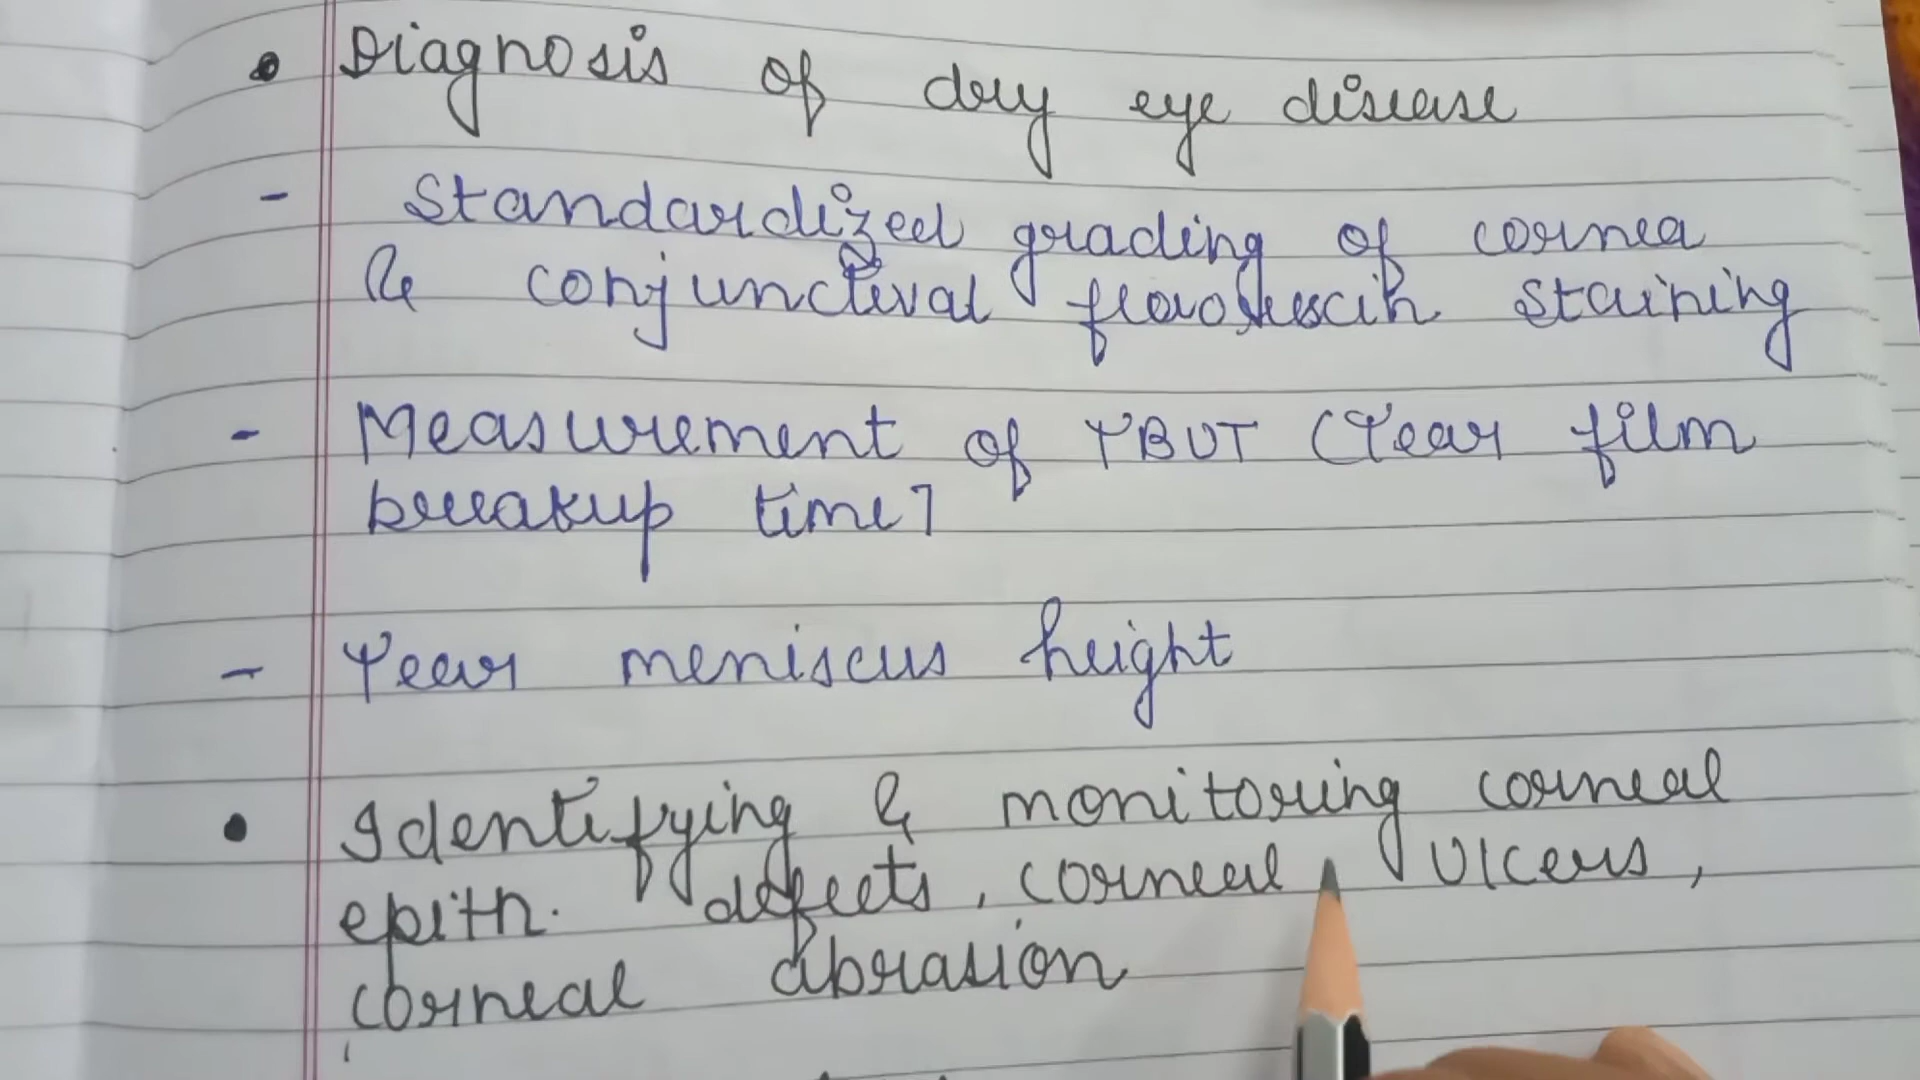 • Diagnosis of dry eye disease
- Standardized grading of cornea
& conjunctival staining
- Measurement of TBUT (Tear film
breakup time]
- Tear meniscus height
• Identifying & monitoring corneal
epith. defects, corneal ulcers,
corneal abrasion